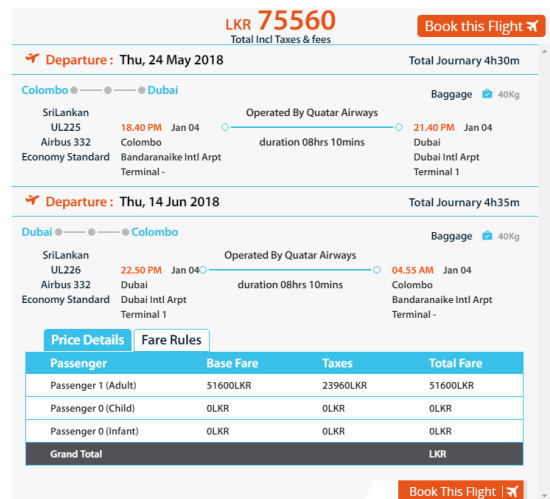 LKR 75560
Total Incl Taxes & fees
Book this Flight
Departure : Thu, 24 May 2018
Total Journary 4h30m
Colombo Dubai
Baggage 40Kg
SriLankan
UL225
Airbus 332
Economy Standard
18.40 PM Jan 04
Colombo
Bandaranaike Intl Arpt
Terminal -
Operated By Quatar Airways
duration 08hrs 10mins
21.40 PM Jan 04
Dubai
Dubai Intl Arpt
Terminal 1
Departure : Thu, 14 Jun 2018
Total Journary 4h35m
Dubai Colombo
Baggage 40Kg
SriLankan
UL226
Airbus 332
Economy Standard
22.50 PM Jan 04
Dubai
Dubai Intl Arpt
Terminal 1
Operated By Quatar Airways
duration 08hrs 10mins
04.55 AM Jan 04
Colombo
Bandaranaike Intl Arpt
Terminal -
Price Details Fare Rules
Passenger Base Fare Taxes Total Fare
Passenger 1 (Adult) 51600LKR 23960LKR 51600LKR
Passenger 0 (Child) 0LKR 0LKR 0LKR
Passenger 0 (Infant) 0LKR 0LKR 0LKR
Grand Total LKR
Book This Flight